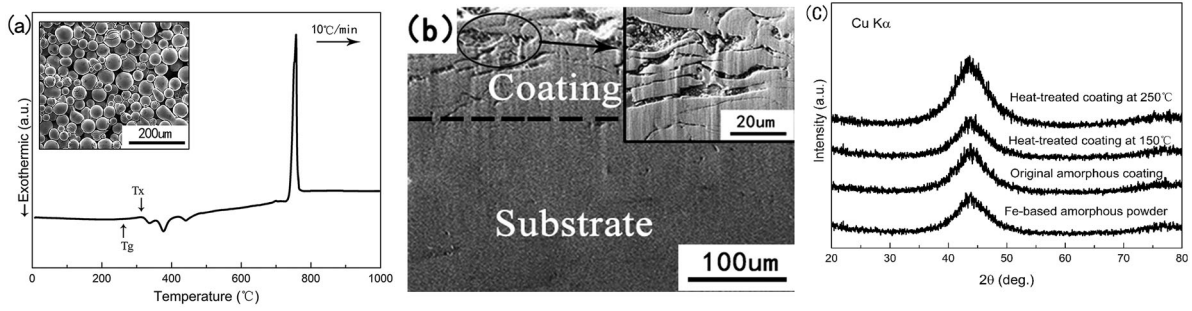 (a)
10℃/min
200um
← Exothermic (a.u.)
Tx
Tg
0 200 400 600 800 1000
Temperature (℃)
(b)
Coating
20um
Substrate
100um
(c)
Cu Kα
Heat-treated coating at 250℃
Heat-treated coating at 150℃
Original amorphous coating
Fe-based amorphous powder
Intensity (a.u.)
20 30 40 50 60 70 80
2θ (deg.)